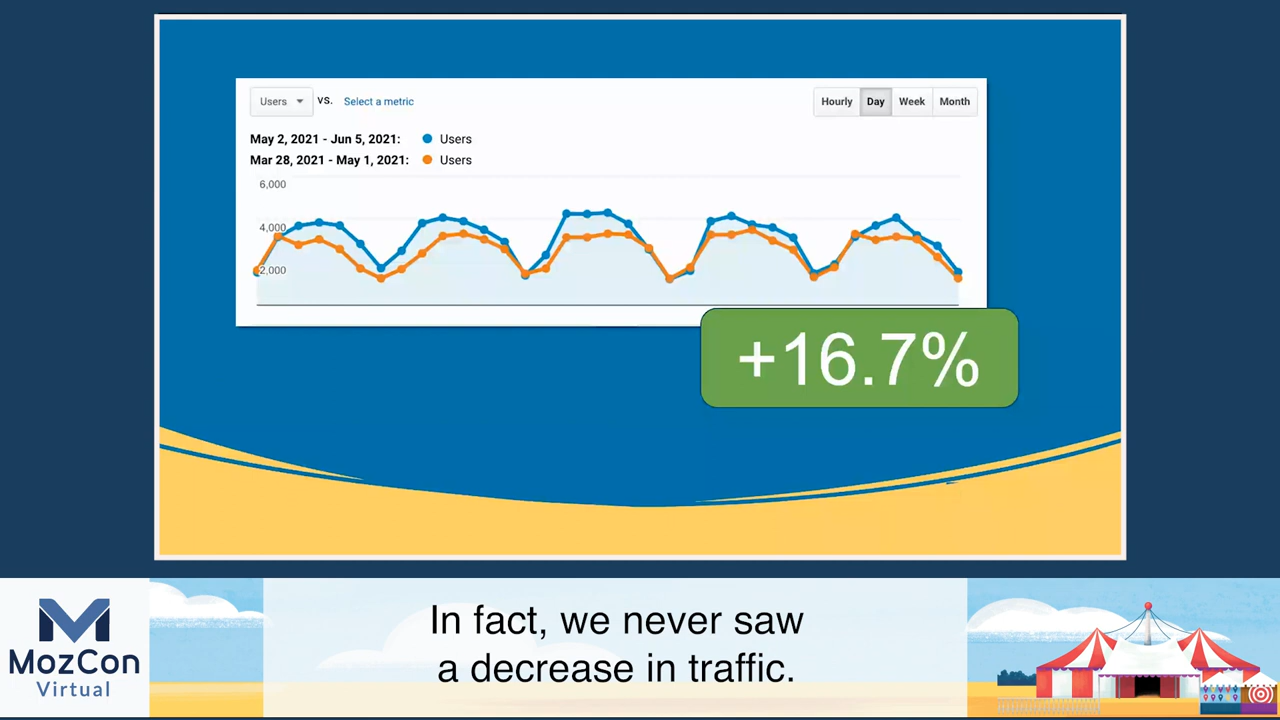 Users vs. Select a metric Hourly Day Week Month
May 2, 2021 - Jun 5, 2021: Users
Mar 28, 2021 - May 1, 2021: Users
6,000
4,000
2,000
+16.7%
In fact, we never saw
a decrease in traffic.
MozCon
Virtual